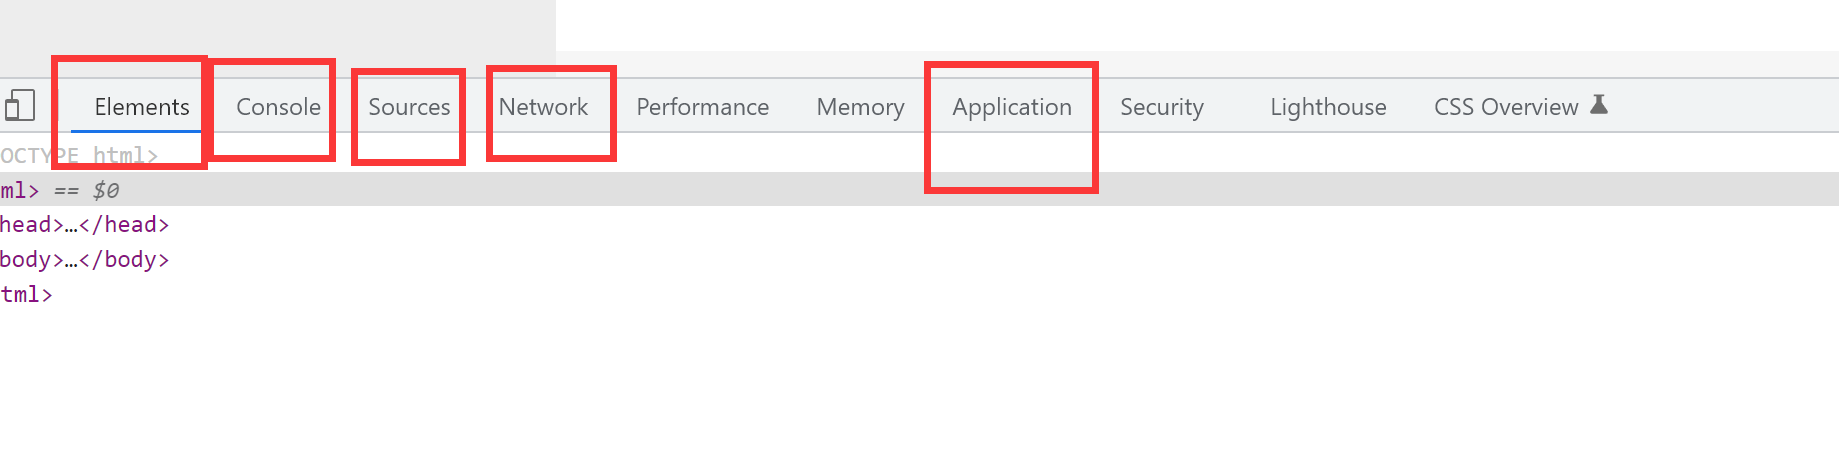 Elements Console Sources Network Performance Memory Application Security Lighthouse CSS Overview
OCTYPE html>
ml> == $0
head>…</head>
body>…</body>
tml>